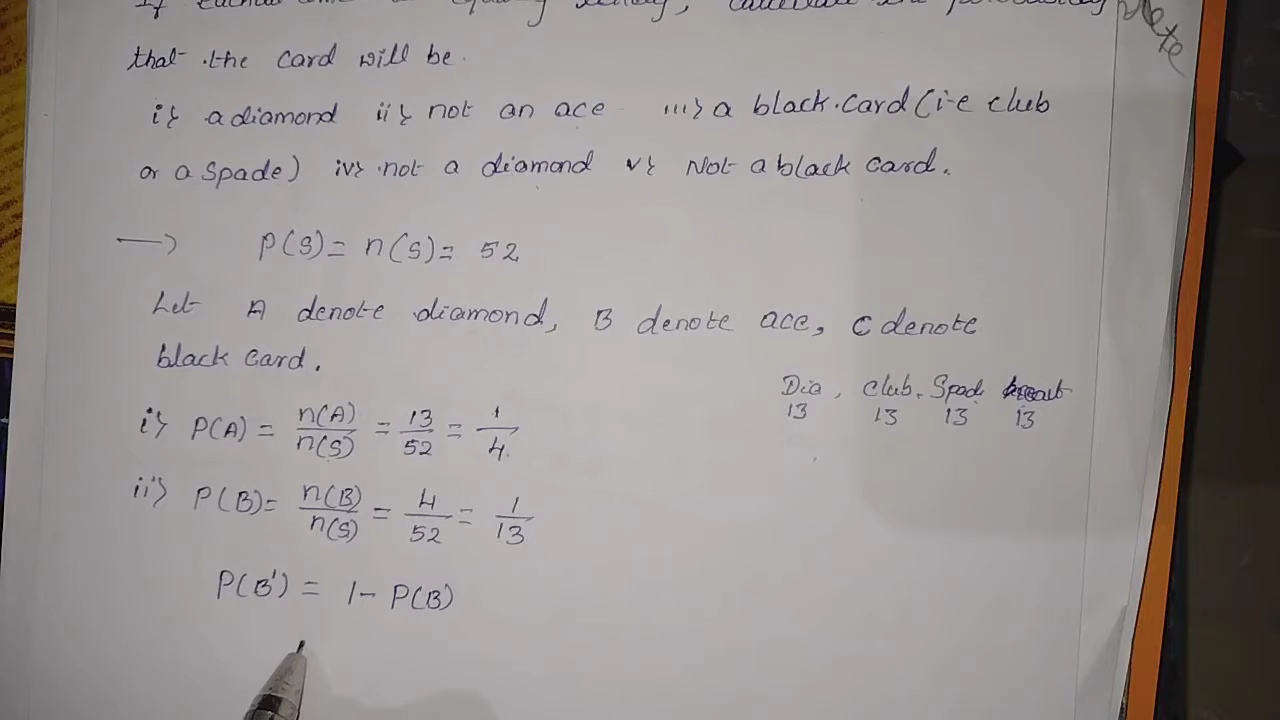 that the card will be.
i} a diamond ii} not an ace iii} a black card (i-e club
or a spade) iv} not a diamond v} Not a black card.
→ P(S) = n(S) = 52
Let A denote diamond, B denote ace, C denote
black card.
Dia, Club, Spad
13 13 13 13
i} P(A) = n(A)/n(S) = 13/52 = 1/4
ii} P(B) = n(B)/n(S) = 4/52 = 1/13
P(B') = 1 - P(B)